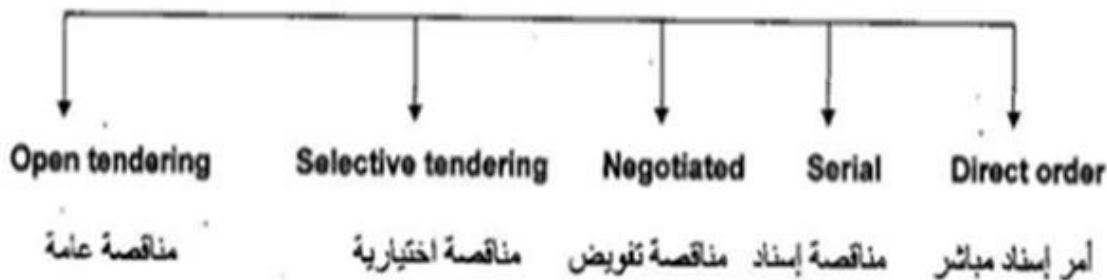 Open tendering Selective tendering Negotiated Serial Direct order
مناقصة عامة مناقصة اختيارية مناقصة تفويض مناقصة إسناد أمر إسناد مباشر